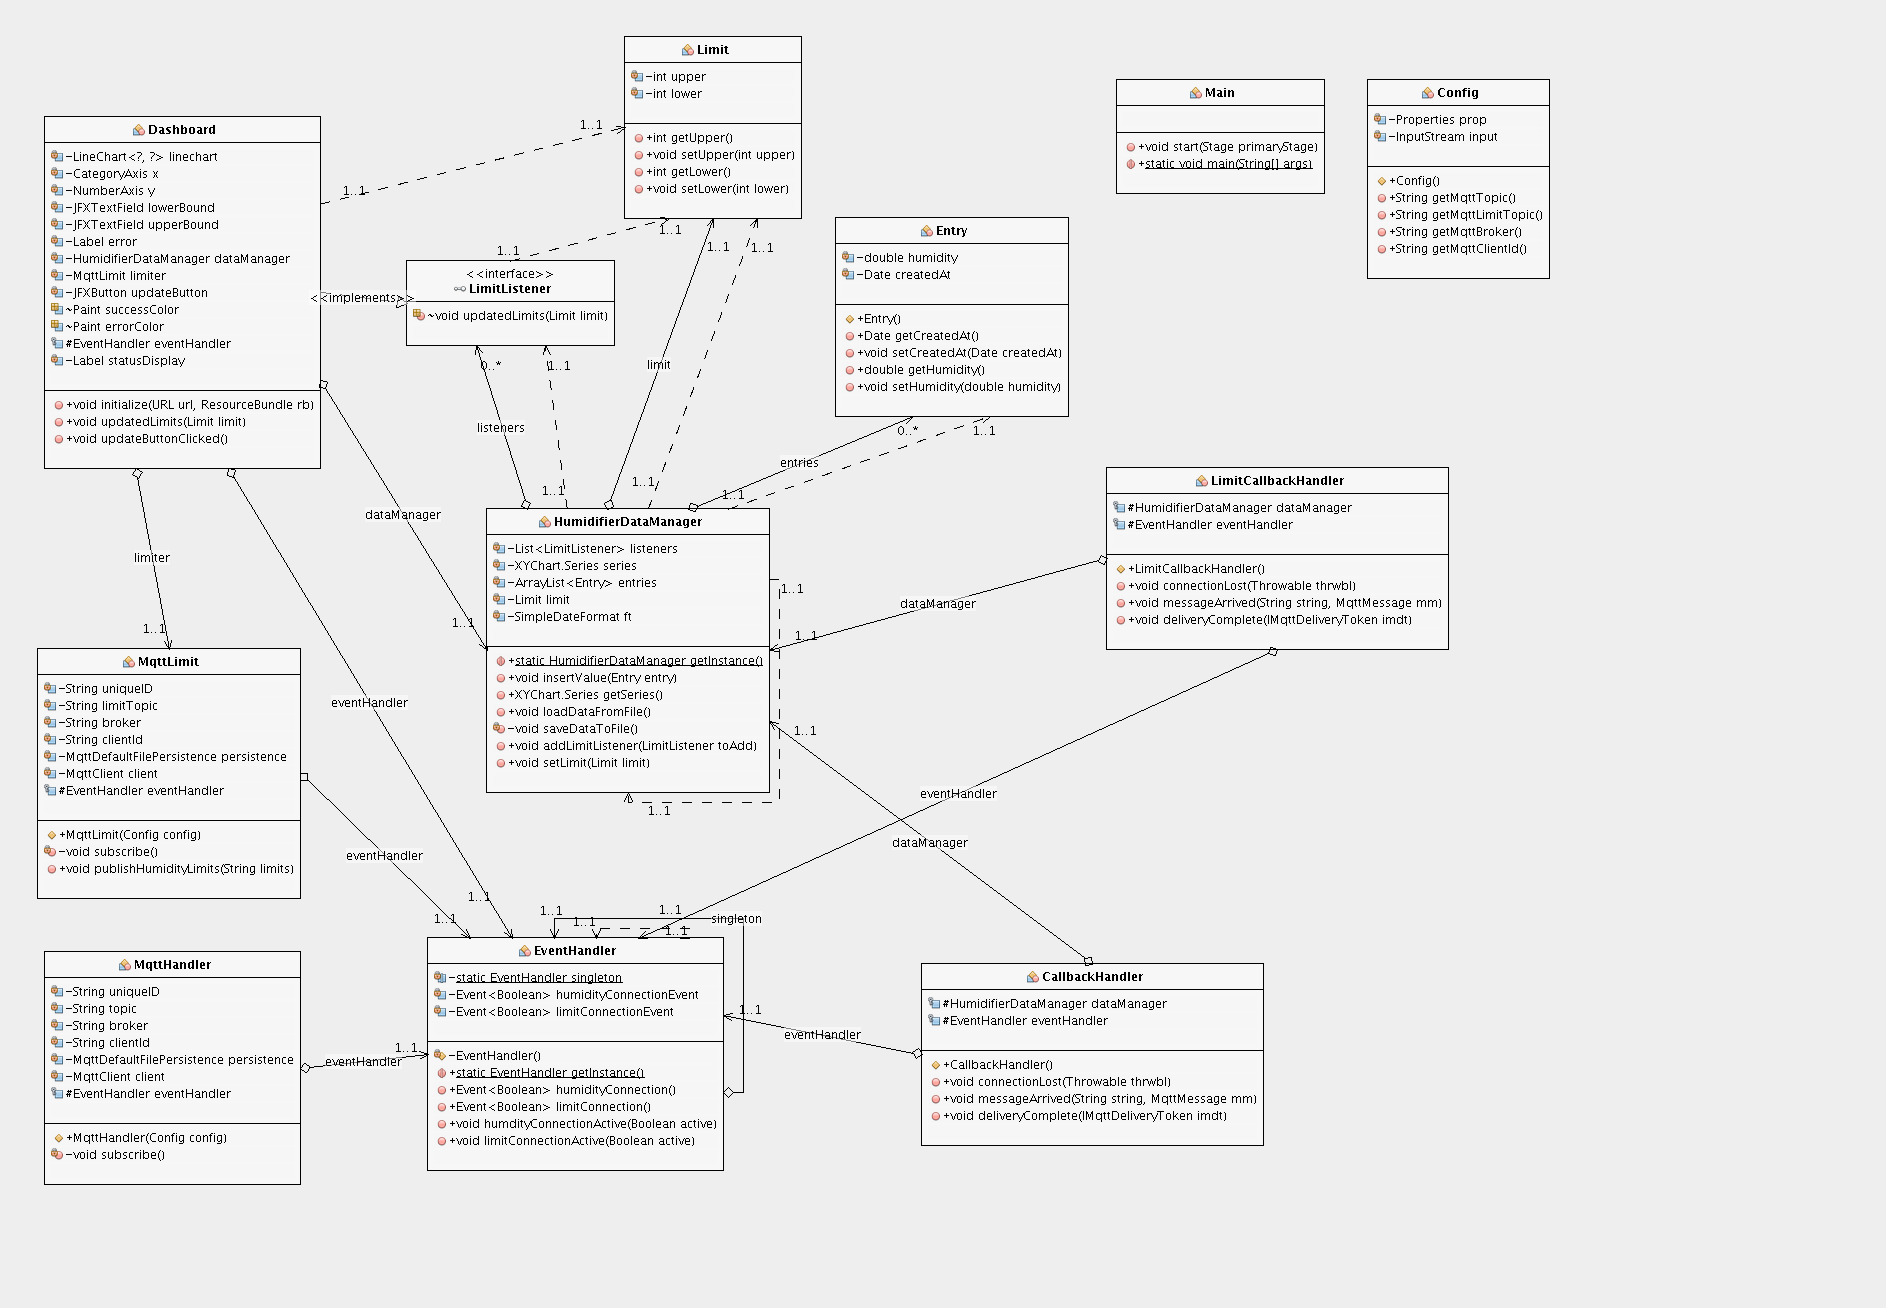 Limit
-int upper
-int lower
+int getUpper()
+void setUpper(int upper)
+int getLower()
+void setLower(int lower)
Main
+void start(Stage primaryStage)
+static void main(String[] args)
Config
-Properties prop
-InputStream input
+Config()
+String getMqttTopic()
+String getMqttLimitTopic()
+String getMqttBroker()
+String getMqttClientId()
Dashboard
-LineChart<?, ?> linechart
-CategoryAxis x
-NumberAxis y
-JFXTextField lowerBound
-JFXTextField upperBound
-Label error
-HumidifierDataManager dataManager
-MqttLimit limiter
-JFXButton updateButton
~Paint successColor
~Paint errorColor
#EventHandler eventHandler
-Label statusDisplay
+void initialize(URL url, ResourceBundle rb)
+void updatedLimits(Limit limit)
+void updateButtonClicked()
1..1
1..1
1..1
1..1
1..1
1..1
<<implements>>
<<interface>>
LimitListener
~void updatedLimits(Limit limit)
Entry
-double humidity
-Date createdAt
+Entry()
+Date getCreatedAt()
+void setCreatedAt(Date createdAt)
+double getHumidity()
+void setHumidity(double humidity)
0..*
1..1
limit
listeners
0..*
1..1
entries
1..1
1..1
1..1
dataManager
limiter
1..1
1..1
eventHandler
HumidifierDataManager
-List<LimitListener> listeners
-XYChart.Series series
-ArrayList<Entry> entries
-Limit limit
-SimpleDateFormat ft
+static HumidifierDataManager getInstance()
+void insertValue(Entry entry)
+XYChart.Series getSeries()
+void loadDataFromFile()
-void saveDataToFile()
+void addLimitListener(LimitListener toAdd)
+void setLimit(Limit limit)
1..1
1..1
dataManager
1..1
1..1
LimitCallbackHandler
#HumidifierDataManager dataManager
#EventHandler eventHandler
+LimitCallbackHandler()
+void connectionLost(Throwable thrwbl)
+void messageArrived(String string, MqttMessage mm)
+void deliveryComplete(IMqttDeliveryToken imdt)
eventHandler
dataManager
MqttLimit
-String uniqueID
-String limitTopic
-String broker
-String clientId
-MqttDefaultFilePersistence persistence
-MqttClient client
#EventHandler eventHandler
+MqttLimit(Config config)
-void subscribe()
+void publishHumidityLimits(String limits)
eventHandler
1..1
1..1
1..1
1..1
1..1
1..1
singleton
MqttHandler
-String uniqueID
-String topic
-String broker
-String clientId
-MqttDefaultFilePersistence persistence
-MqttClient client
#EventHandler eventHandler
+MqttHandler(Config config)
-void subscribe()
eventHandler
1..1
EventHandler
-static EventHandler singleton
-Event<Boolean> humidityConnectionEvent
-Event<Boolean> limitConnectionEvent
-EventHandler()
+static EventHandler getInstance()
+Event<Boolean> humidityConnection()
+Event<Boolean> limitConnection()
+void humdityConnectionActive(Boolean active)
+void limitConnectionActive(Boolean active)
1..1
eventHandler
CallbackHandler
#HumidifierDataManager dataManager
#EventHandler eventHandler
+CallbackHandler()
+void connectionLost(Throwable thrwbl)
+void messageArrived(String string, MqttMessage mm)
+void deliveryComplete(IMqttDeliveryToken imdt)